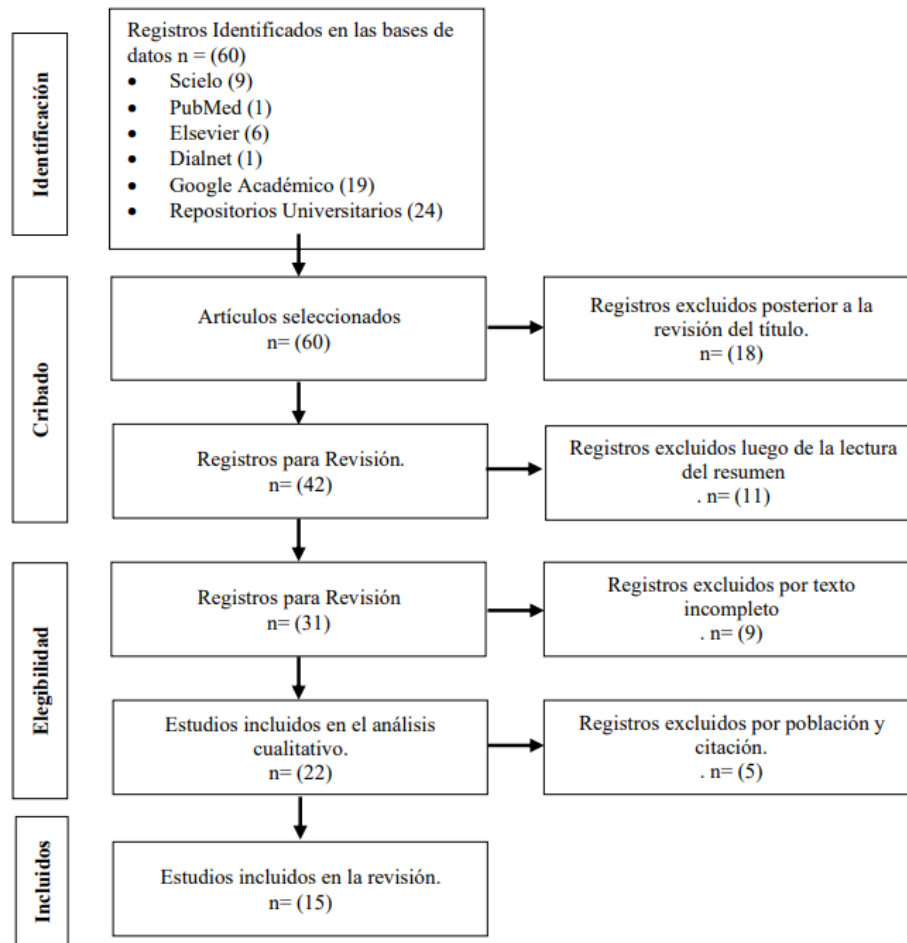 Identificación
Registros Identificados en las bases de
datos n = (60)
• Scielo (9)
• PubMed (1)
• Elsevier (6)
• Dialnet (1)
• Google Académico (19)
• Repositorios Universitarios (24)
Cribado
Artículos seleccionados
n= (60)
Registros excluidos posterior a la
revisión del título.
n= (18)
Registros para Revisión.
n= (42)
Registros excluidos luego de la lectura
del resumen
. n= (11)
Elegibilidad
Registros para Revisión
n= (31)
Registros excluidos por texto
incompleto
. n= (9)
Estudios incluidos en el análisis
cualitativo.
n= (22)
Registros excluidos por población y
citación.
. n= (5)
Incluidos
Estudios incluidos en la revisión.
n= (15)